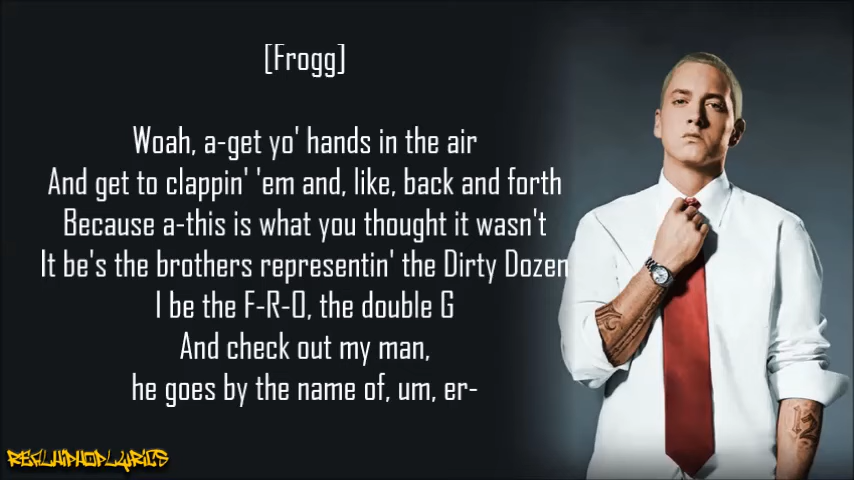 [Frogg]
Woah, a-get yo' hands in the air
And get to clappin' 'em and, like, back and forth
Because a-this is what you thought it wasn't
It be's the brothers representin' the Dirty Dozen
I be the F-R-O, the double G
And check out my man,
he goes by the name of, um, er-
REALHIPHOPLYRICS